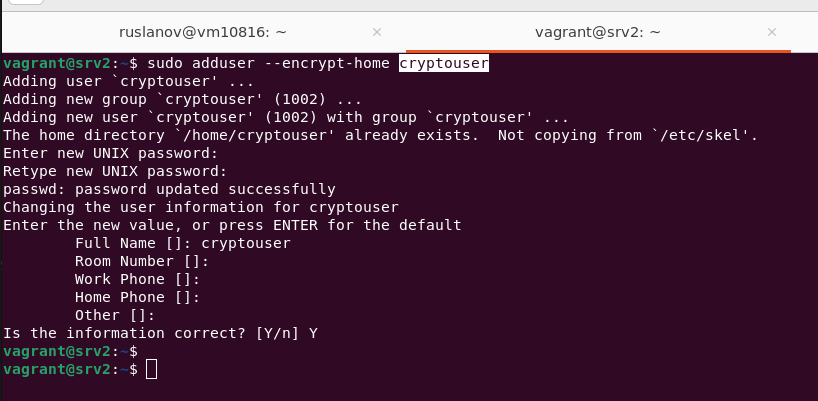 ruslanov@vm10816: ~ × vagrant@srv2: ~ ×
vagrant@srv2:~$ sudo adduser --encrypt-home cryptouser
Adding user `cryptouser' ...
Adding new group `cryptouser' (1002) ...
Adding new user `cryptouser' (1002) with group `cryptouser' ...
The home directory `/home/cryptouser' already exists.  Not copying from `/etc/skel'.
Enter new UNIX password:
Retype new UNIX password:
passwd: password updated successfully
Changing the user information for cryptouser
Enter the new value, or press ENTER for the default
        Full Name []: cryptouser
        Room Number []:
        Work Phone []:
        Home Phone []:
        Other []:
Is the information correct? [Y/n] Y
vagrant@srv2:~$
vagrant@srv2:~$